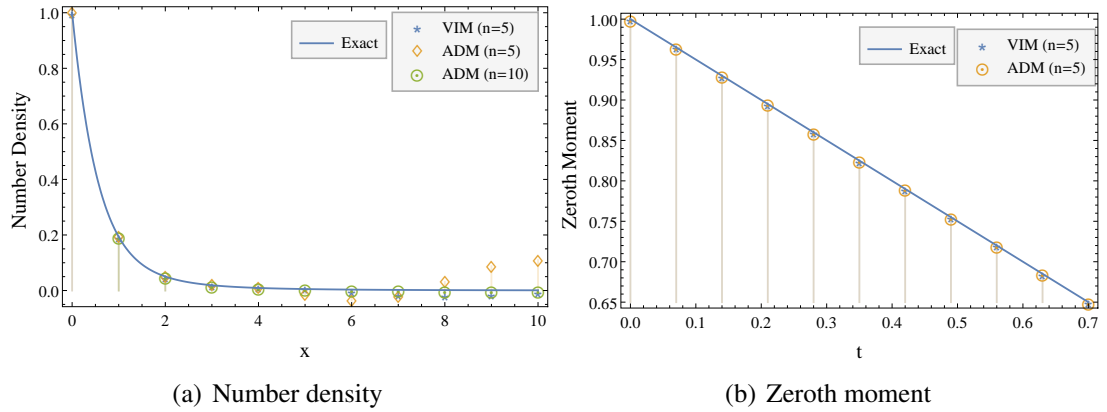 Number Density
1.0
0.8
0.6
0.4
0.2
0.0
0
2
4
6
8
10
x
Exact
VIM (n=5)
ADM (n=5)
ADM (n=10)
(a) Number density
Zeroth Moment
1.00
0.95
0.90
0.85
0.80
0.75
0.70
0.65
0.0
0.1
0.2
0.3
0.4
0.5
0.6
0.7
t
Exact
VIM (n=5)
ADM (n=5)
(b) Zeroth moment